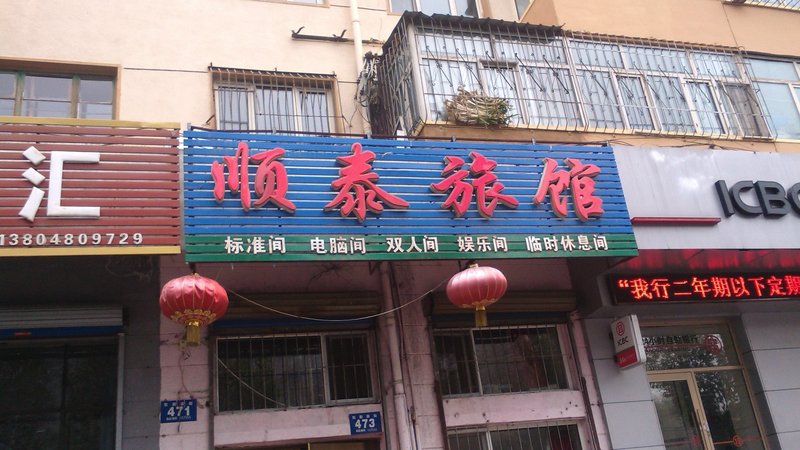 汇
13804809729
顺泰旅馆
标准间 电脑间 双人间 娱乐间 临时休息间
ICBC
“我行二年期以下定期
ICBC
471
473